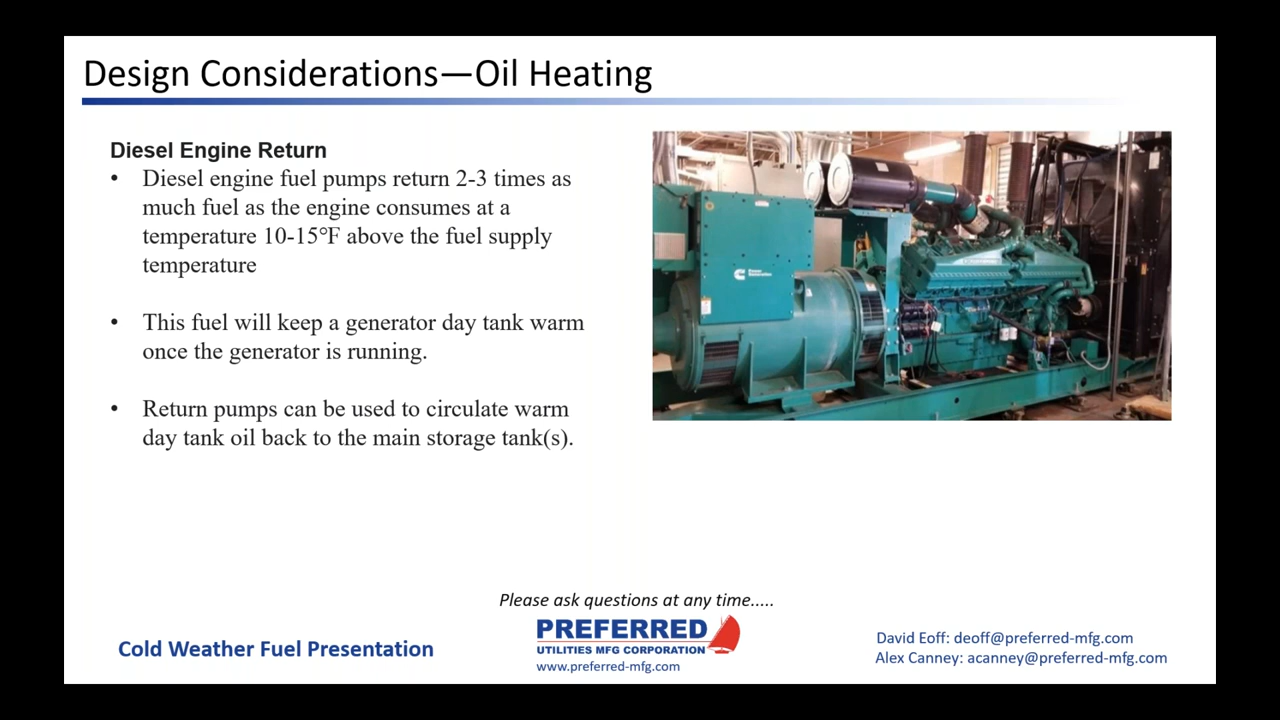 Design Considerations—Oil Heating
Diesel Engine Return
• Diesel engine fuel pumps return 2-3 times as
much fuel as the engine consumes at a
temperature 10-15°F above the fuel supply
temperature
• This fuel will keep a generator day tank warm
once the generator is running.
• Return pumps can be used to circulate warm
day tank oil back to the main storage tank(s).
Please ask questions at any time.....
Cold Weather Fuel Presentation
PREFERRED
UTILITIES MFG CORPORATION
www.preferred-mfg.com
David Eoff: deoff@preferred-mfg.com
Alex Canney: acanney@preferred-mfg.com